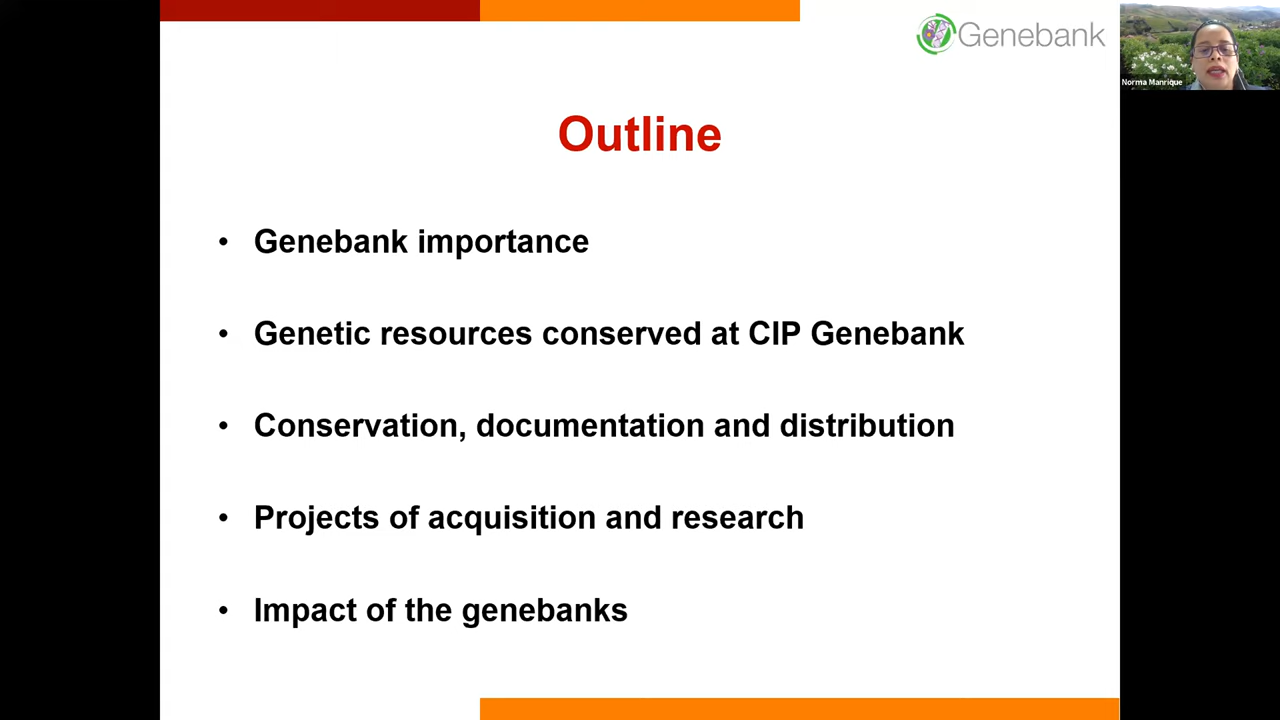 Genebank
Norma Manrique
Outline
• Genebank importance
• Genetic resources conserved at CIP Genebank
• Conservation, documentation and distribution
• Projects of acquisition and research
• Impact of the genebanks